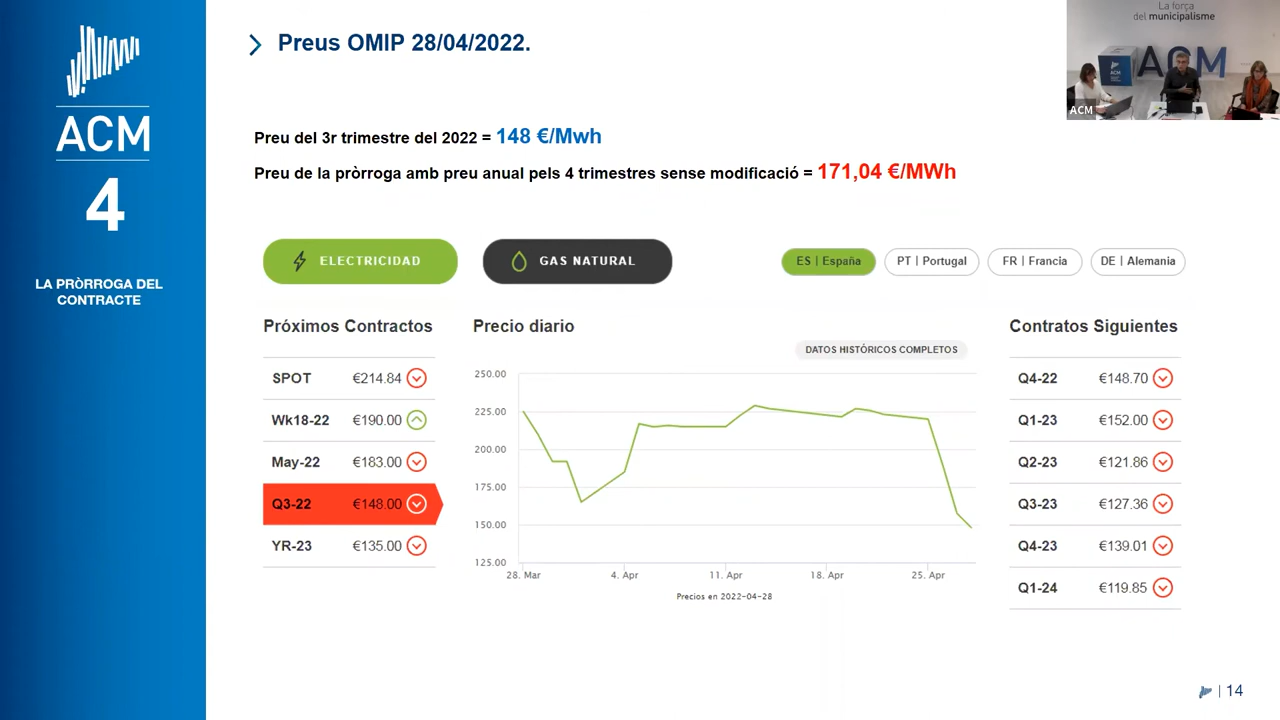 ACM
4
LA PRÒRROGA DEL
CONTRACTE
Preus OMIP 28/04/2022.
La força
del municipalisme
ACM
ACM
ACM
Preu del 3r trimestre del 2022 = 148 €/Mwh
Preu de la pròrroga amb preu anual pels 4 trimestres sense modificació = 171,04 €/MWh
ELECTRICIDAD
GAS NATURAL
ES | España
PT | Portugal
FR | Francia
DE | Alemania
Próximos Contractos
SPOT €214.84
Wk18-22 €190.00
May-22 €183.00
Q3-22 €148.00
YR-23 €135.00
Precio diario
DATOS HISTÓRICOS COMPLETOS
250.00
225.00
200.00
175.00
150.00
125.00
28. Mar
4. Apr
11. Apr
18. Apr
25. Apr
Precios en 2022-04-28
Contratos Siguientes
Q4-22 €148.70
Q1-23 €152.00
Q2-23 €121.86
Q3-23 €127.36
Q4-23 €139.01
Q1-24 €119.85
| 14